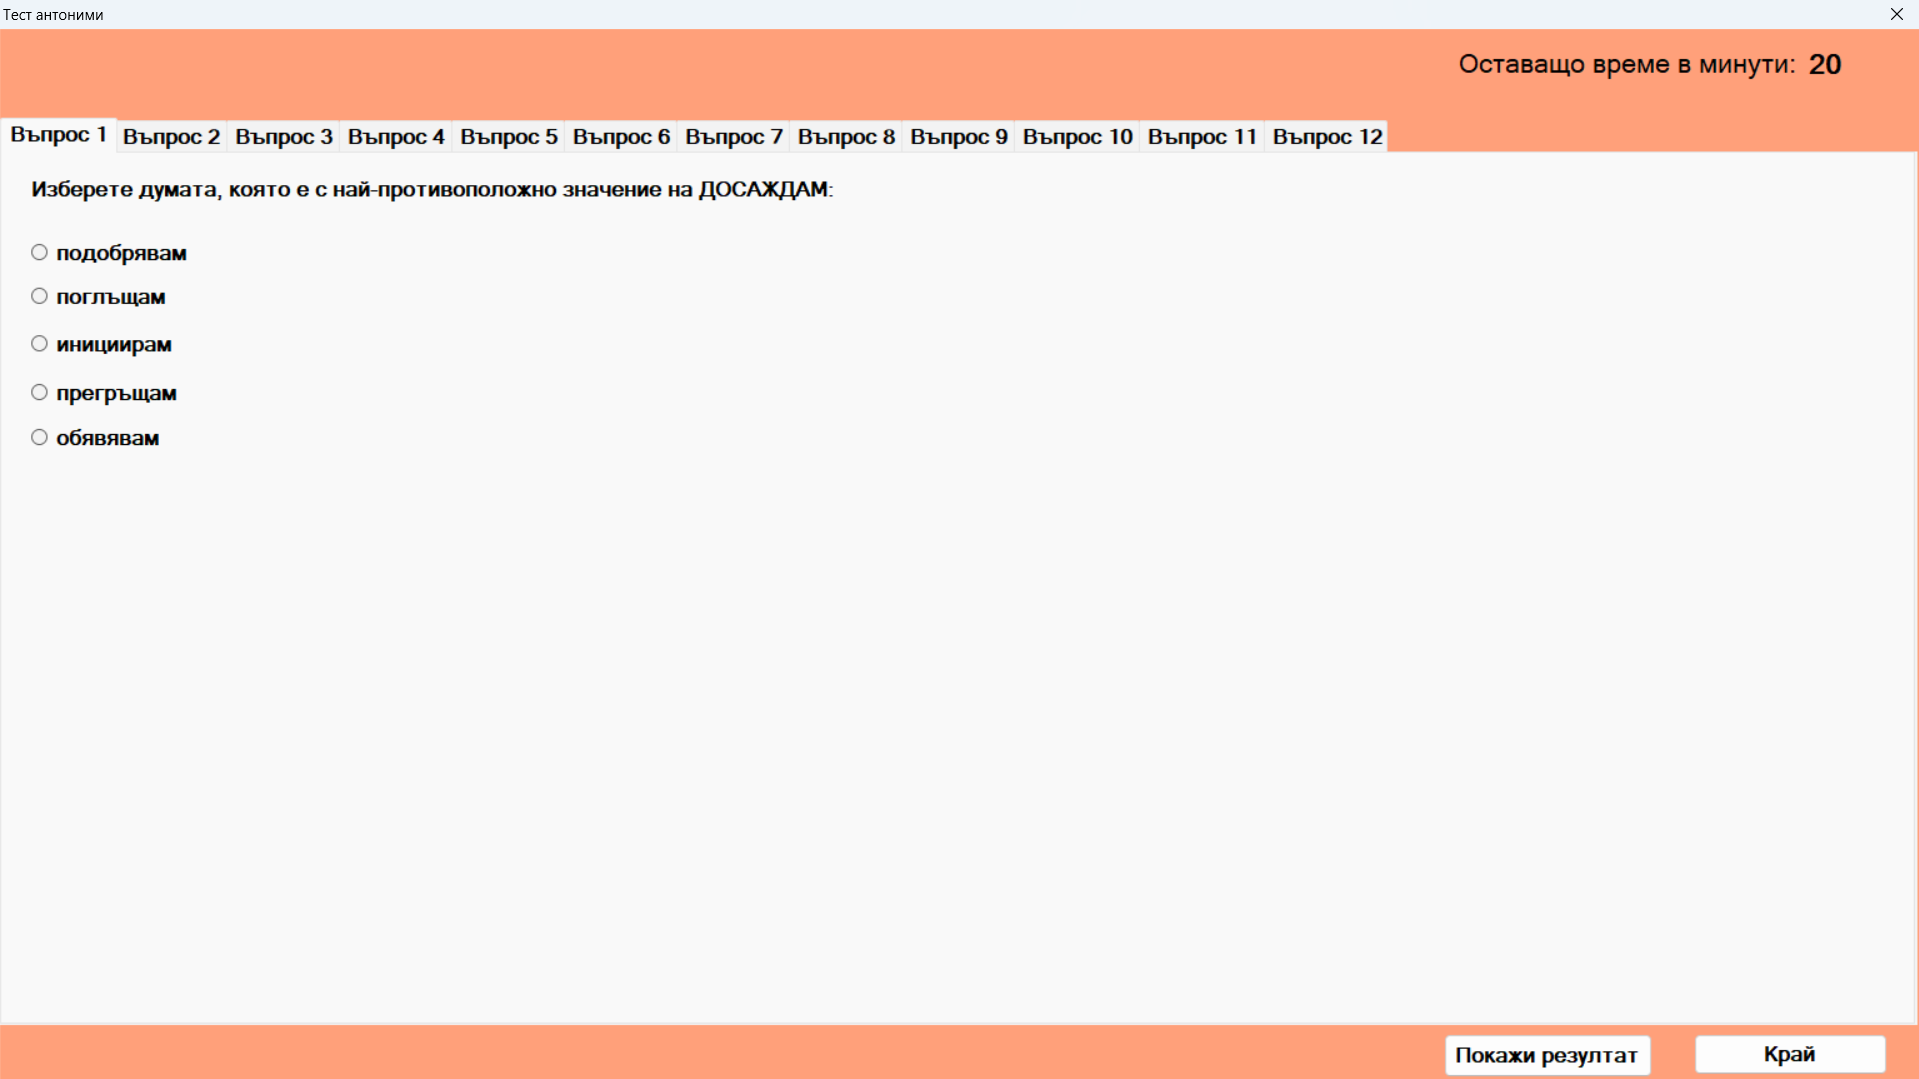 Тест антоними
Оставащо време в минути: 20
Въпрос 1 Въпрос 2 Въпрос 3 Въпрос 4 Въпрос 5 Въпрос 6 Въпрос 7 Въпрос 8 Въпрос 9 Въпрос 10 Въпрос 11 Въпрос 12
Изберете думата, която е с най-противоположно значение на ДОСАЖДАМ:
подобрявам
поглъщам
инициирам
прегръщам
обявявам
Покажи резултат Край